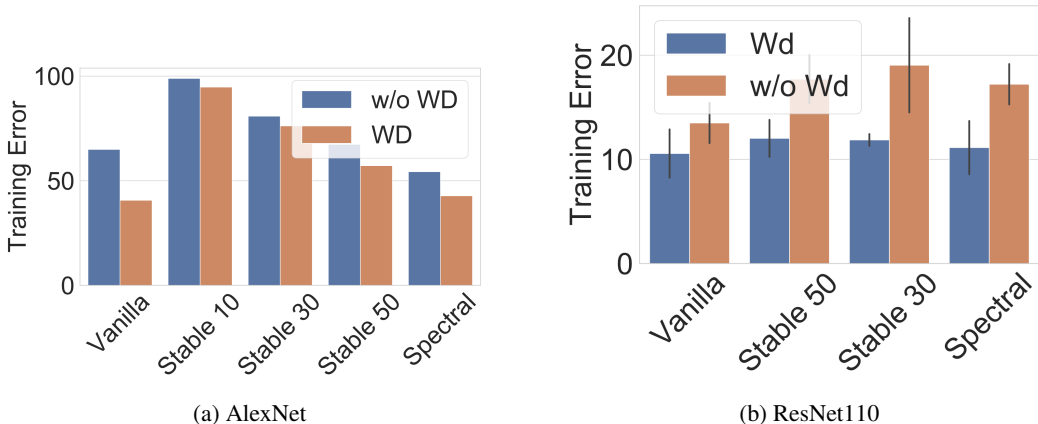 Training Error
100
50
0
w/o WD
WD
Vanilla
Stable 10
Stable 30
Stable 50
Spectral
(a) AlexNet
Training Error
20
10
0
Wd
w/o Wd
Vanilla
Stable 50
Stable 30
Spectral
(b) ResNet110